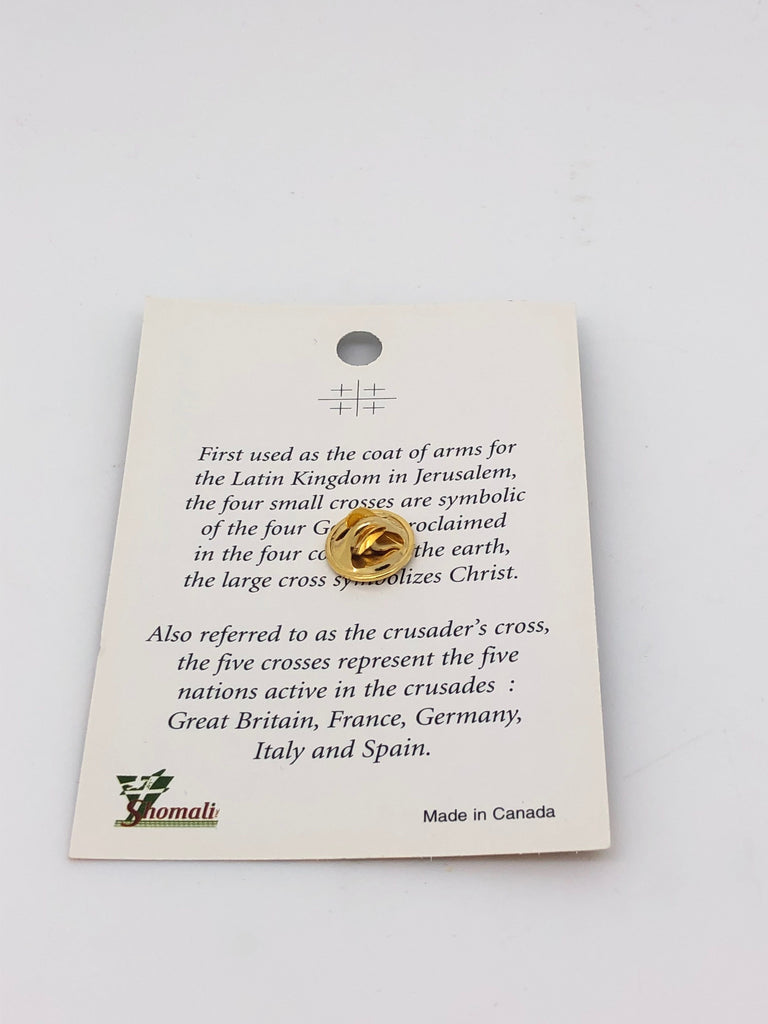 First used as the coat of arms for
the Latin Kingdom in Jerusalem,
the four small crosses are symbolic
of the four
in the four the earth,
the large cross symbolizes Christ.
Also referred to as the crusader's cross,
the five crosses represent the five
nations active in the crusades :
Great Britain, France, Germany,
Italy and Spain.
Shomali
Made in Canada